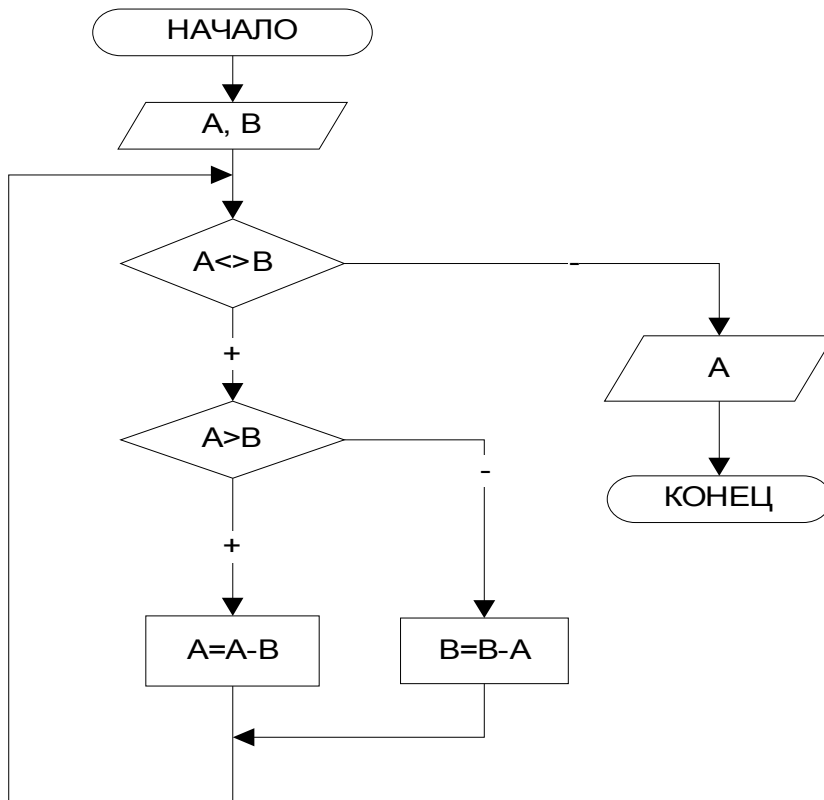 НАЧАЛО
A, B
A<>B
-
+
A
A>B
-
КОНЕЦ
+
A=A-B
B=B-A